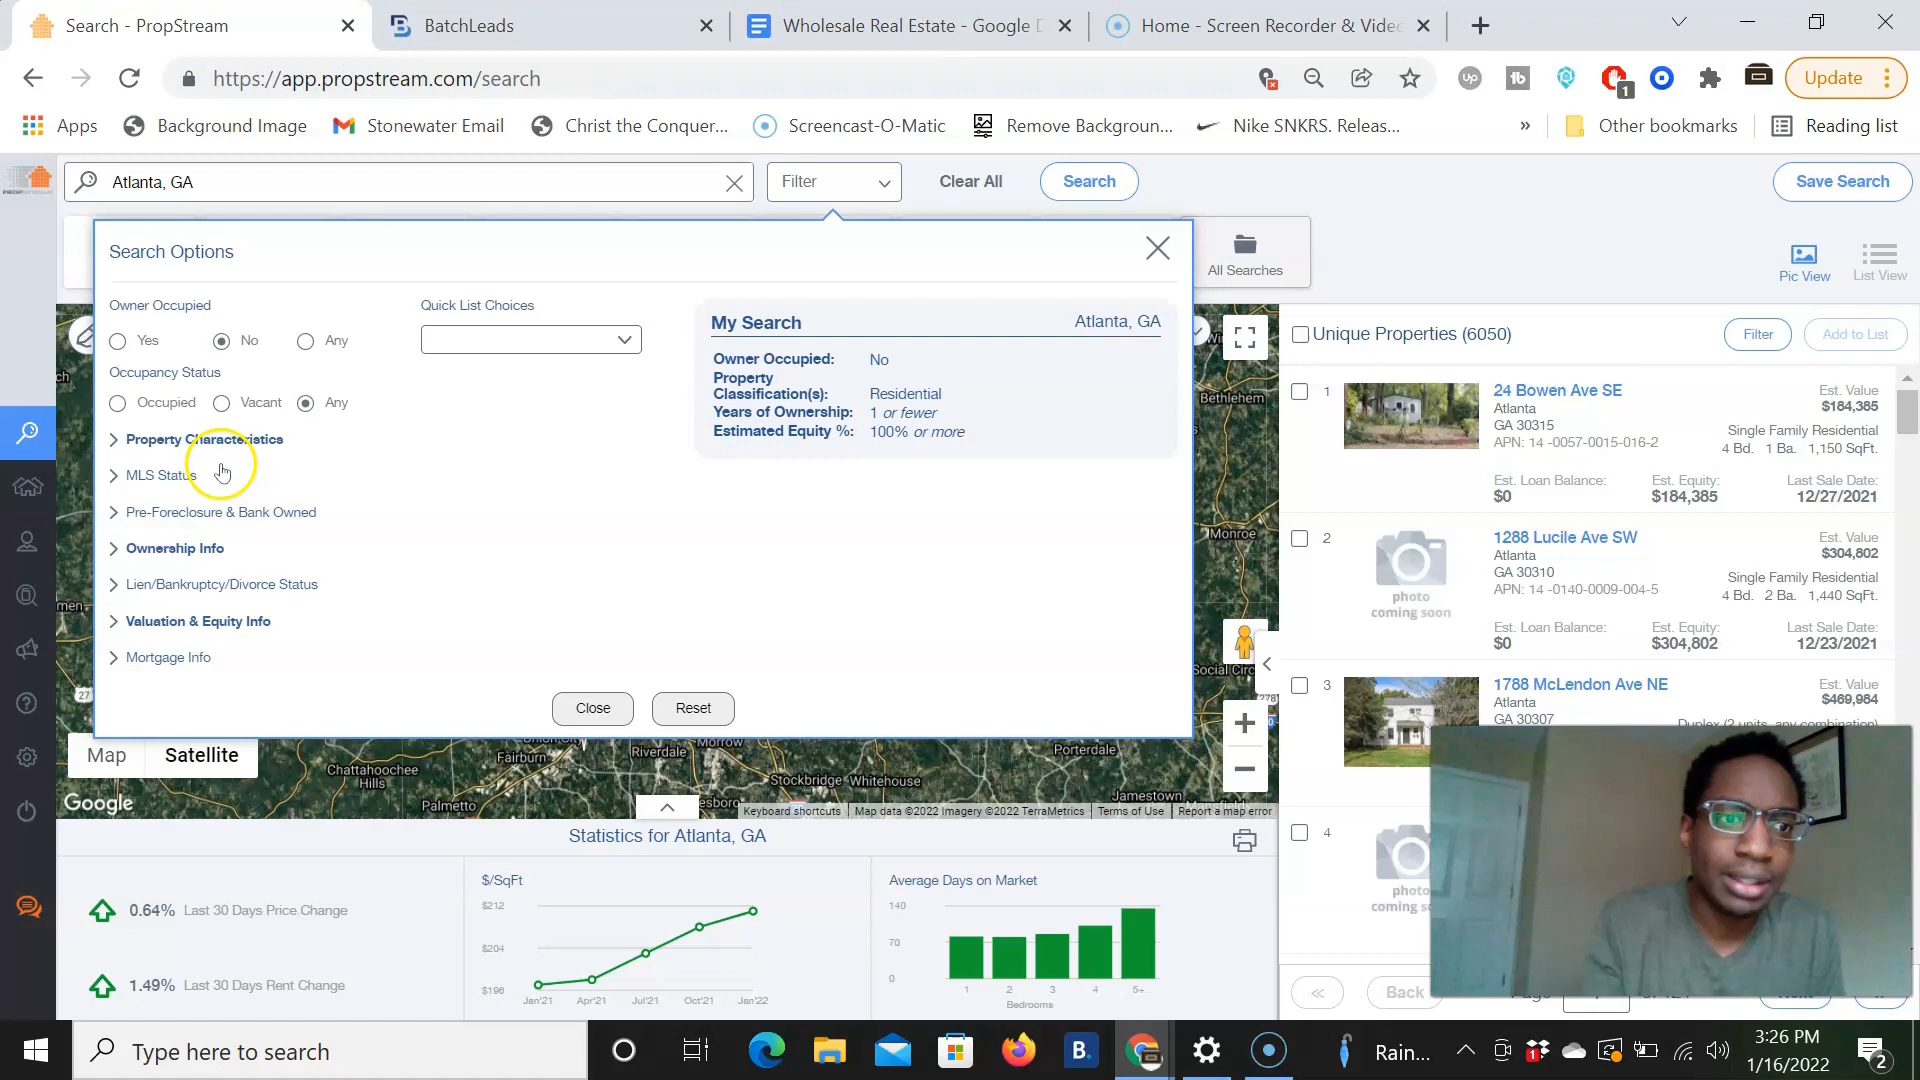 Search - PropStream
BatchLeads
Wholesale Real Estate - Google D
Home - Screen Recorder & Video
https://app.propstream.com/search
1
Update
Apps
Background Image
Stonewater Email
Christ the Conquer...
Screencast-O-Matic
Remove Backgroun...
Nike SNKRS. Releas...
»
Other bookmarks
Reading list
Atlanta, GA
Filter
Clear All
Search
Save Search
All Searches
Pic View
List View
Search Options
Owner Occupied
Yes
No
Any
Quick List Choices
Occupancy Status
Occupied
Vacant
Any
Property Characteristics
MLS Status
Pre-Foreclosure & Bank Owned
Ownership Info
Lien/Bankruptcy/Divorce Status
Valuation & Equity Info
Mortgage Info
Close
Reset
My Search
Atlanta, GA
Owner Occupied: No
Property
Classification(s): Residential
Years of Ownership: 1 or fewer
Estimated Equity %: 100% or more
Bethlehem
Monroe
Social Circ
Map
Satellite
Google
Chattahoochee
Hills
Palmetto
Fairburn
Riverdale
Morrow
Stockbridge
Whitehouse
Porterdale
Jamestown
Keyboard shortcuts
Map data ©2022 Imagery ©2022 TerraMetrics
Terms of Use
Report a map error
Unique Properties (6050)
Filter
Add to List
1
24 Bowen Ave SE
Atlanta
GA 30315
APN: 14 -0057-0015-016-2
Est. Value
$184,385
Single Family Residential
4 Bd. 1 Ba. 1,150 SqFt.
Est. Loan Balance:
$0
Est. Equity:
$184,385
Last Sale Date:
12/27/2021
2
photo
coming soon
1288 Lucile Ave SW
Atlanta
GA 30310
APN: 14 -0140-0009-004-5
Est. Value
$304,802
Single Family Residential
4 Bd. 2 Ba. 1,440 SqFt.
Est. Loan Balance:
$0
Est. Equity:
$304,802
Last Sale Date:
12/23/2021
3
1788 McLendon Ave NE
Atlanta
GA 30307
Est. Value
$469,984
Duplex (2 units, any combination)
4
photo
coming s
Back
Statistics for Atlanta, GA
0.64% Last 30 Days Price Change
1.49% Last 30 Days Rent Change
$/SqFt
$212
$204
$196
Jan'21
Apr'21
Jul'21
Oct'21
Jan'22
Average Days on Market
140
70
0
1
2
3
4
5+
Bedrooms
Type here to search
B.
Rain...
3:26 PM
1/16/2022
2